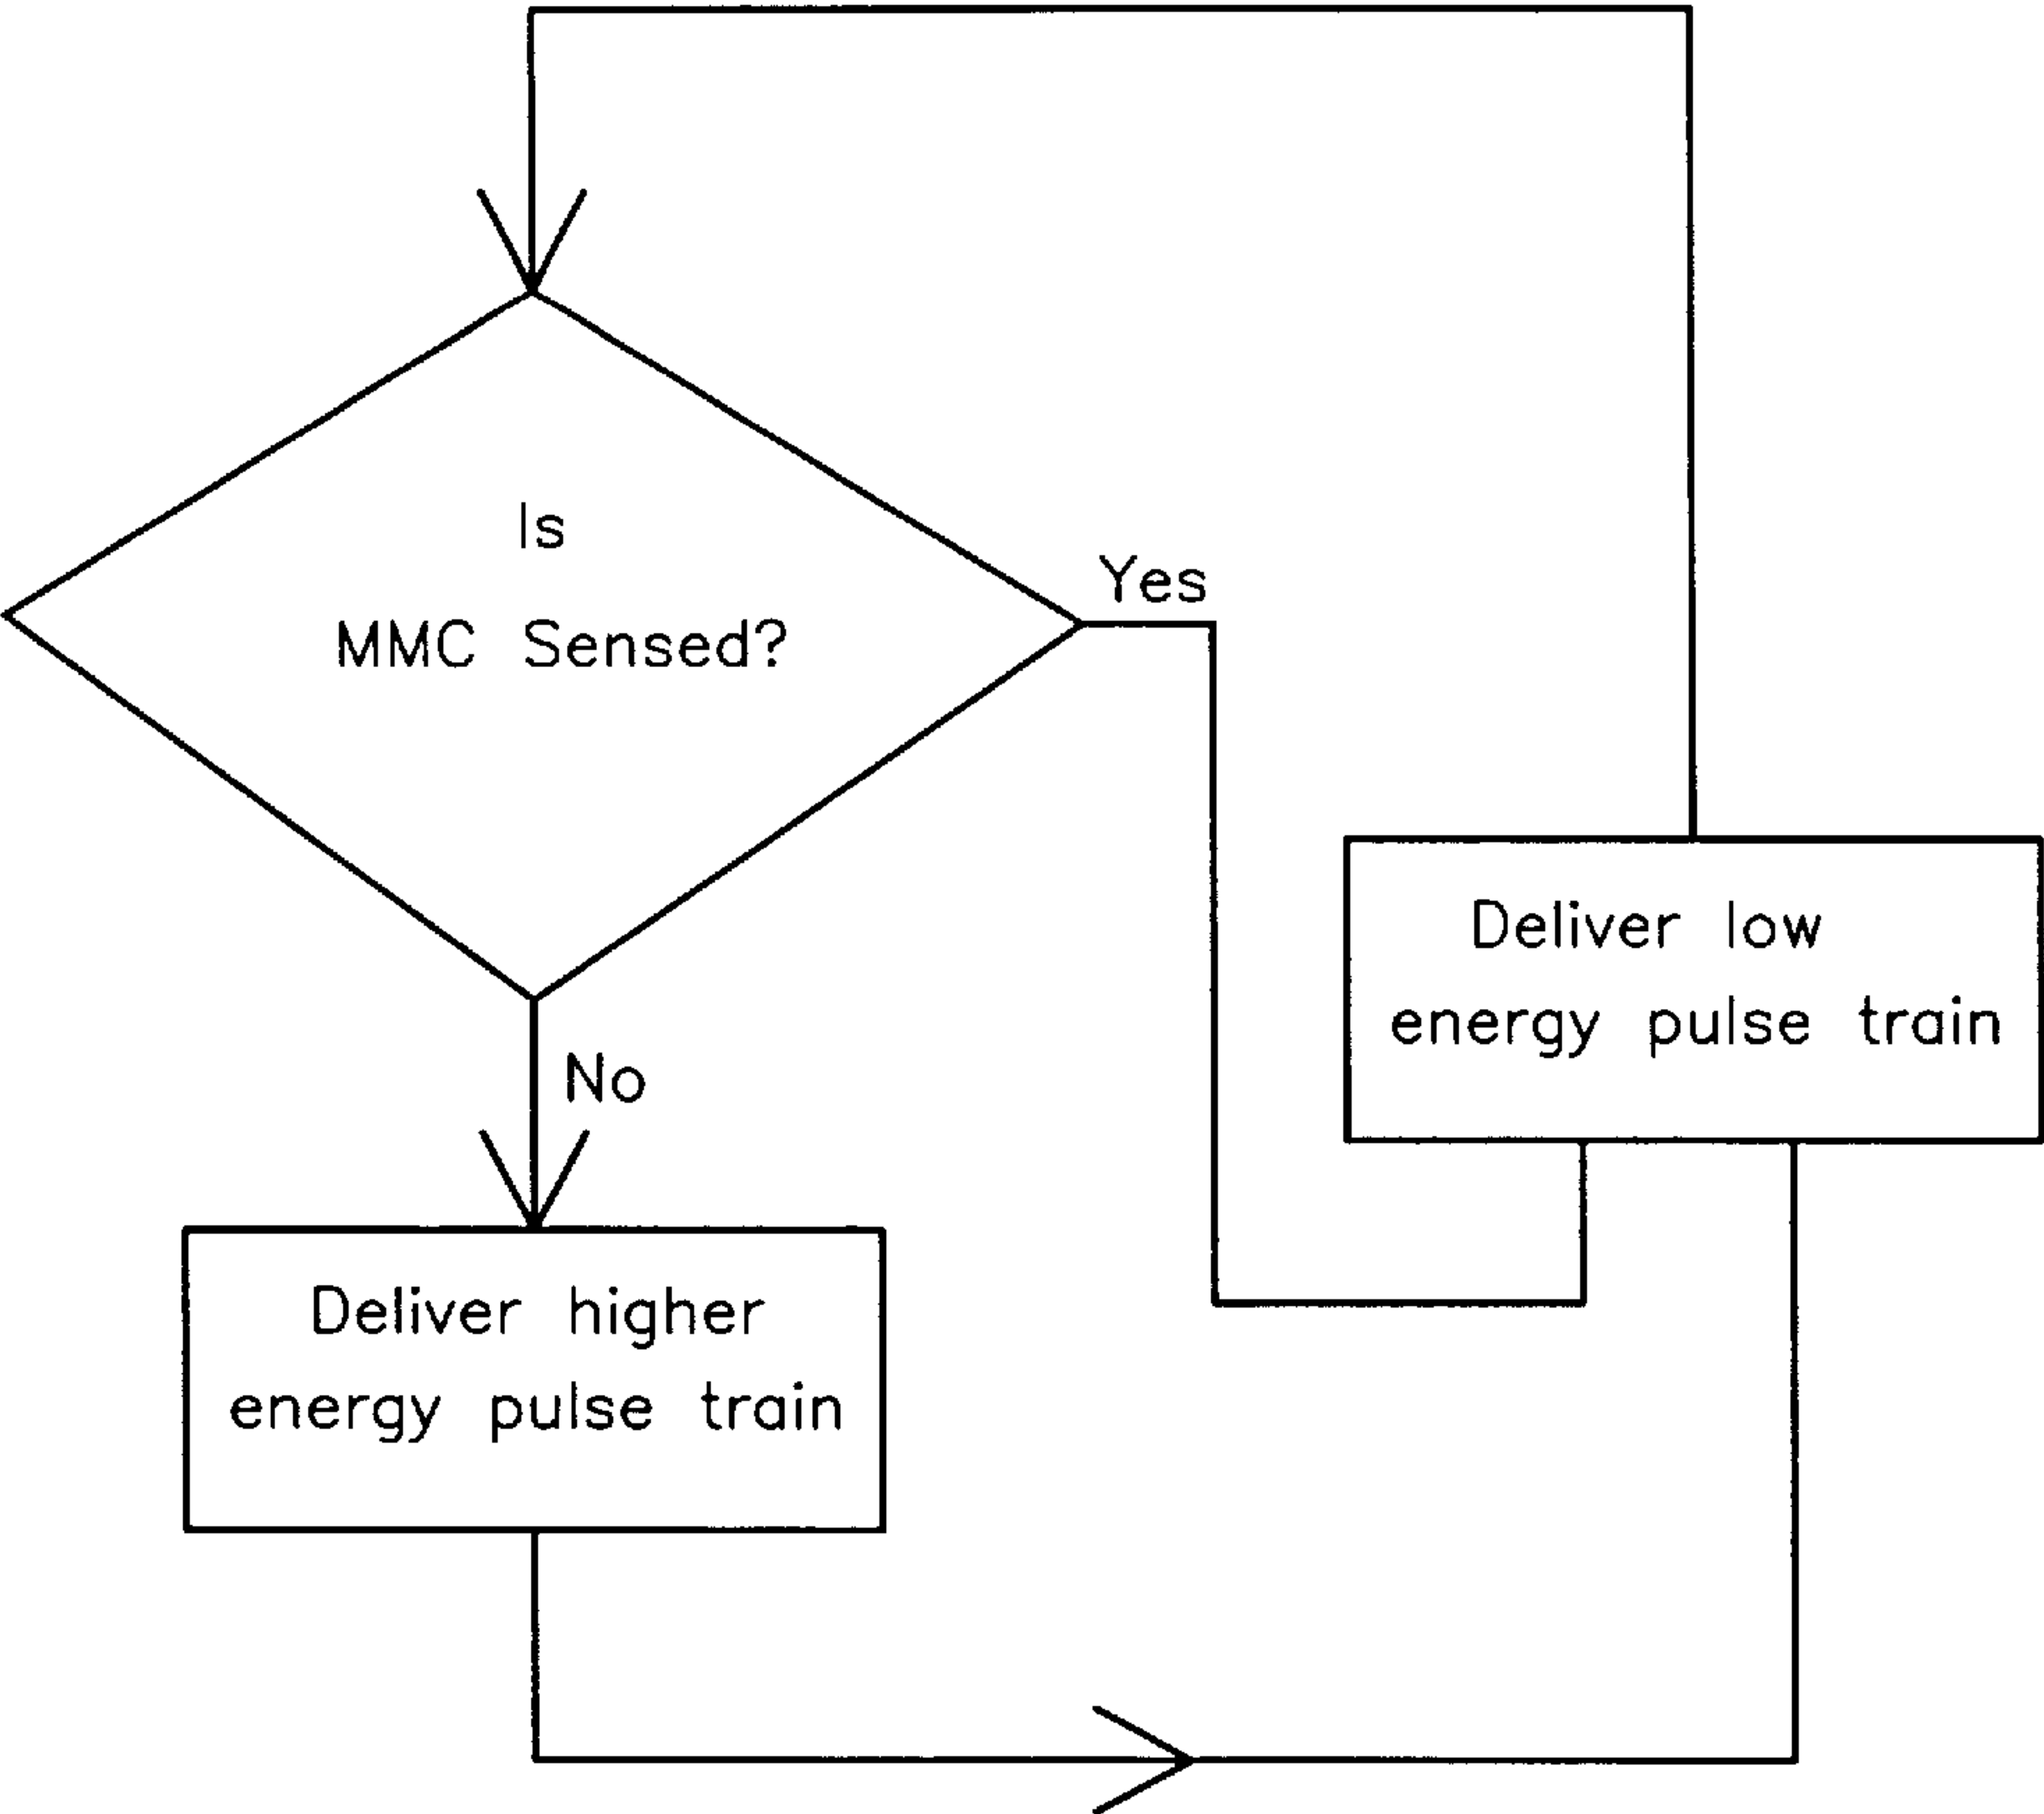 Is
MMC Sensed?
Yes
No
Deliver low
energy pulse train
Deliver higher
energy pulse train